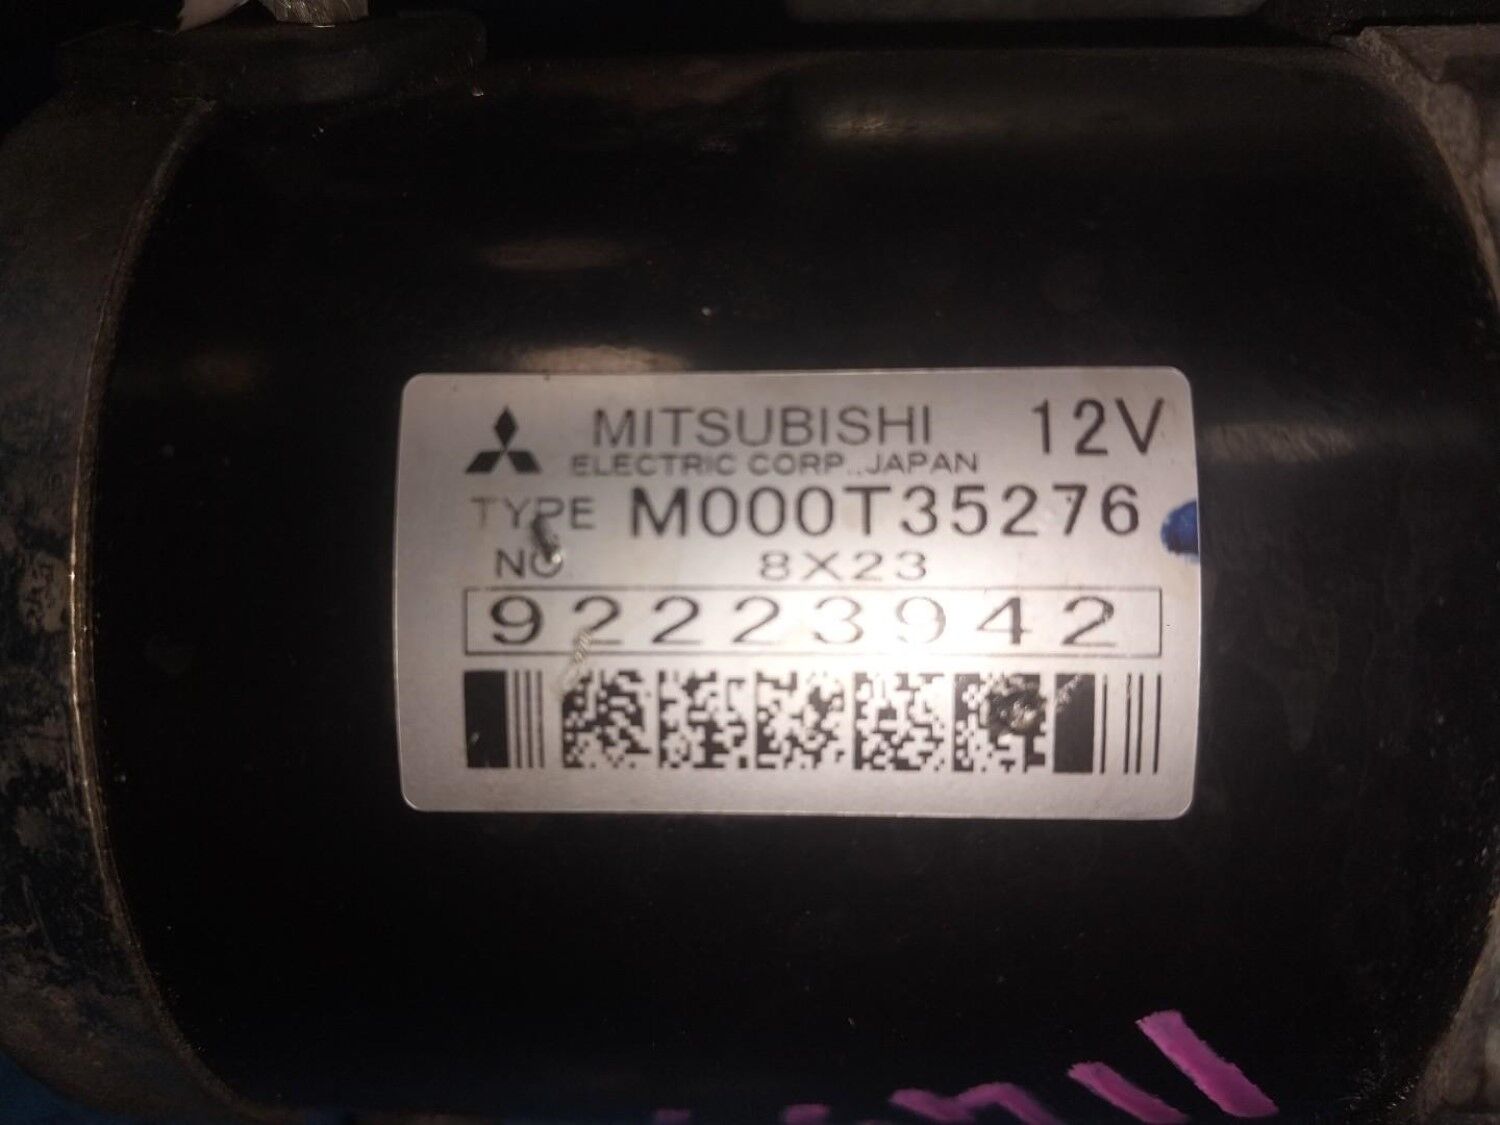 MITSUBISHI 12V
ELECTRIC CORP., JAPAN
TYPE M000T35276
NO 8X23
92223942